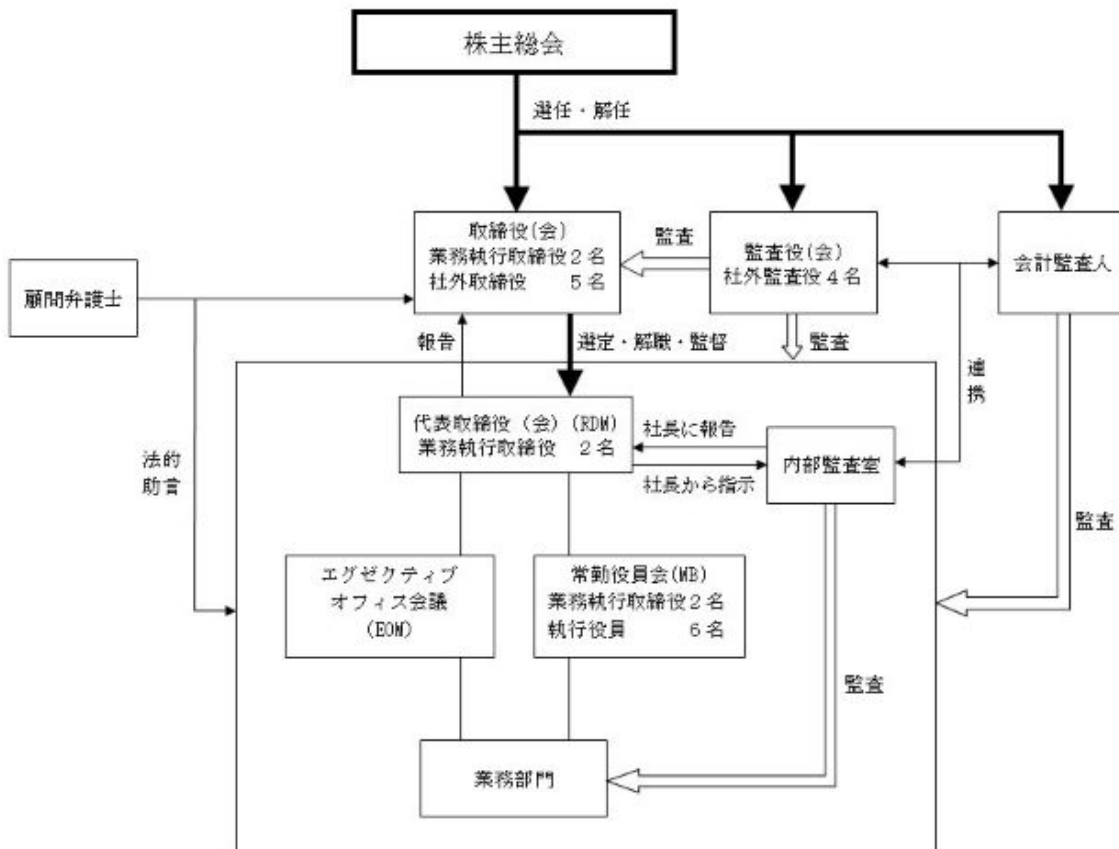 株主総会
選任・解任
取締役(会)
業務執行取締役2名
社外取締役　　5名
監査
監査役(会)
社外監査役4名
会計監査人
顧問弁護士
報告
選定・解職・監督
監査
連
携
代表取締役（会）(RDM)
業務執行取締役　2名
社長に報告
社長から指示
内部監査室
法的
助言
監査
エグゼクティブ
オフィス会議
(EOM)
常勤役員会(MB)
業務執行取締役2名
執行役員　　　6名
監査
業務部門